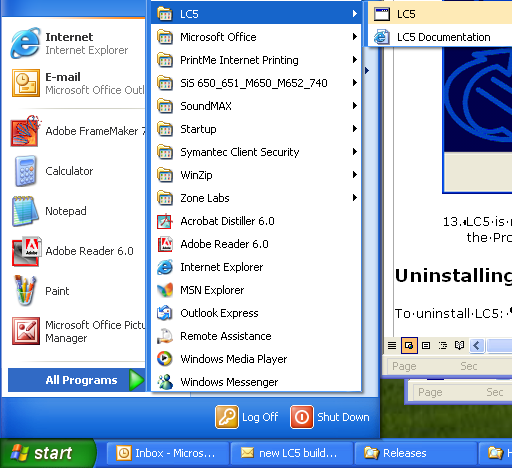 Internet
Internet Explorer
E-mail
Microsoft Office Outl
Adobe FrameMaker 7
Calculator
Notepad
Adobe Reader 6.0
Paint
Microsoft Office Pictu
Manager
All Programs
LC5
Microsoft Office
PrintMe Internet Printing
SiS 650_651_M650_M652_740
SoundMAX
Startup
Symantec Client Security
WinZip
Zone Labs
Acrobat Distiller 6.0
Adobe Reader 6.0
Internet Explorer
MSN Explorer
Outlook Express
Remote Assistance
Windows Media Player
Windows Messenger
LC5
LC5 Documentation
13. LC5 is
the Pro
Uninstalling
To uninstall LC5:
Page Sec
Page Sec
Log Off Shut Down
start Inbox - Micros... new LC5 build... Releases H